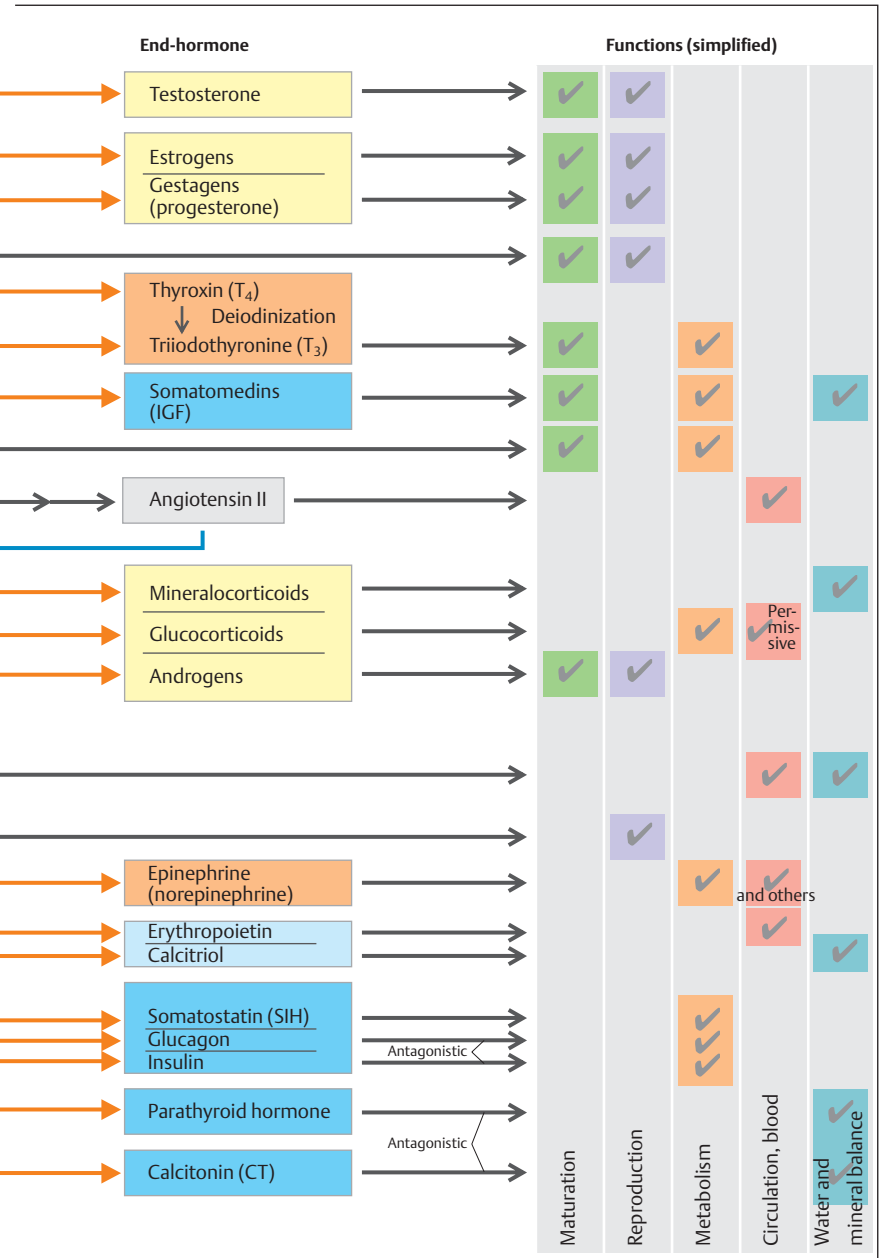 End-hormone
Functions (simplified)
Testosterone
Estrogens
Gestagens
(progesterone)
Thyroxin (T₄)
Deiodinization
Triiodothyronine (T₃)
Somatomedins
(IGF)
Angiotensin II
Mineralocorticoids
Glucocorticoids
Per-
mis-
sive
Androgens
Epinephrine
(norepinephrine)
and others
Erythropoietin
Calcitriol
Somatostatin (SIH)
Glucagon
Antagonistic
Insulin
Parathyroid hormone
Antagonistic
Calcitonin (CT)
Maturation
Reproduction
Metabolism
Circulation, blood
Water and
mineral balance